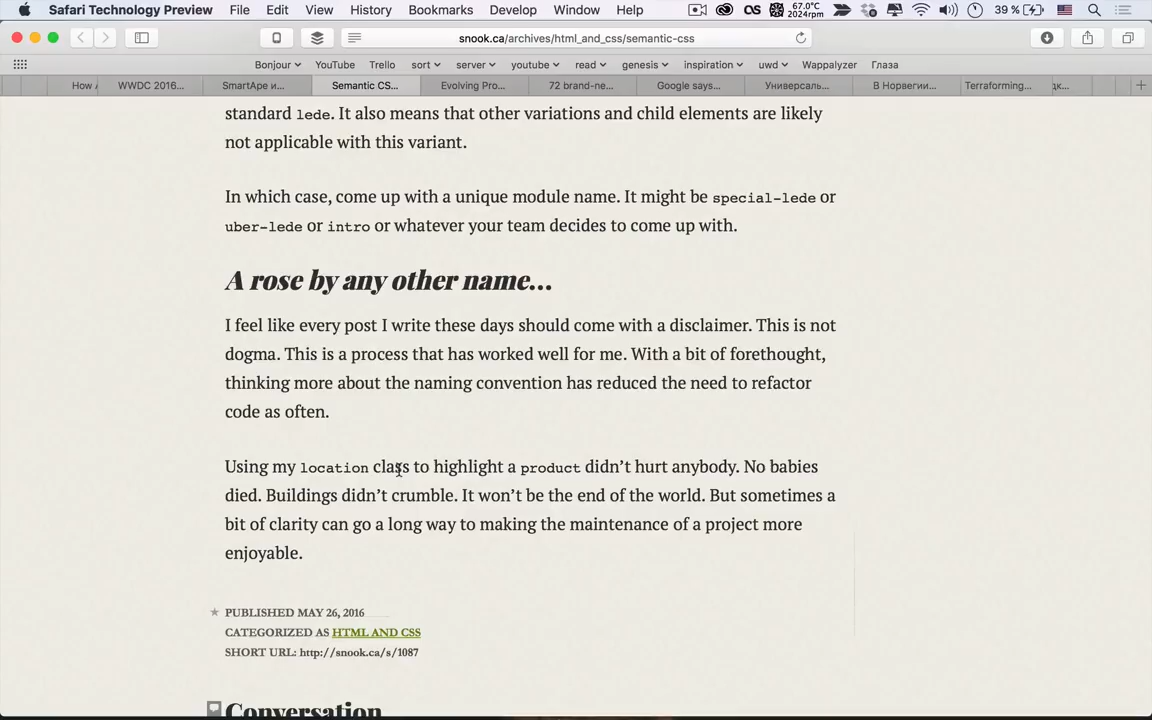 Safari Technology Preview File Edit View History Bookmarks Develop Window Help 67.0°C 2024rpm 39 %
snook.ca/archives/html_and_css/semantic-css
Bonjour YouTube Trello sort server youtube read genesis inspiration uwd Wappalyzer Глаза
How WWDC 2016... SmartApe и... Semantic CS... Evolving Pro... 72 brand-ne... Google says... Универсаль... В Норвегии... Terraforming...
standard lede. It also means that other variations and child elements are likely
not applicable with this variant.
In which case, come up with a unique module name. It might be special-lede or
uber-lede or intro or whatever your team decides to come up with.
A rose by any other name…
I feel like every post I write these days should come with a disclaimer. This is not
dogma. This is a process that has worked well for me. With a bit of forethought,
thinking more about the naming convention has reduced the need to refactor
code as often.
Using my location class to highlight a product didn't hurt anybody. No babies
died. Buildings didn't crumble. It won't be the end of the world. But sometimes a
bit of clarity can go a long way to making the maintenance of a project more
enjoyable.
PUBLISHED MAY 26, 2016
CATEGORIZED AS HTML AND CSS
SHORT URL: http://snook.ca/s/1087
Conversation